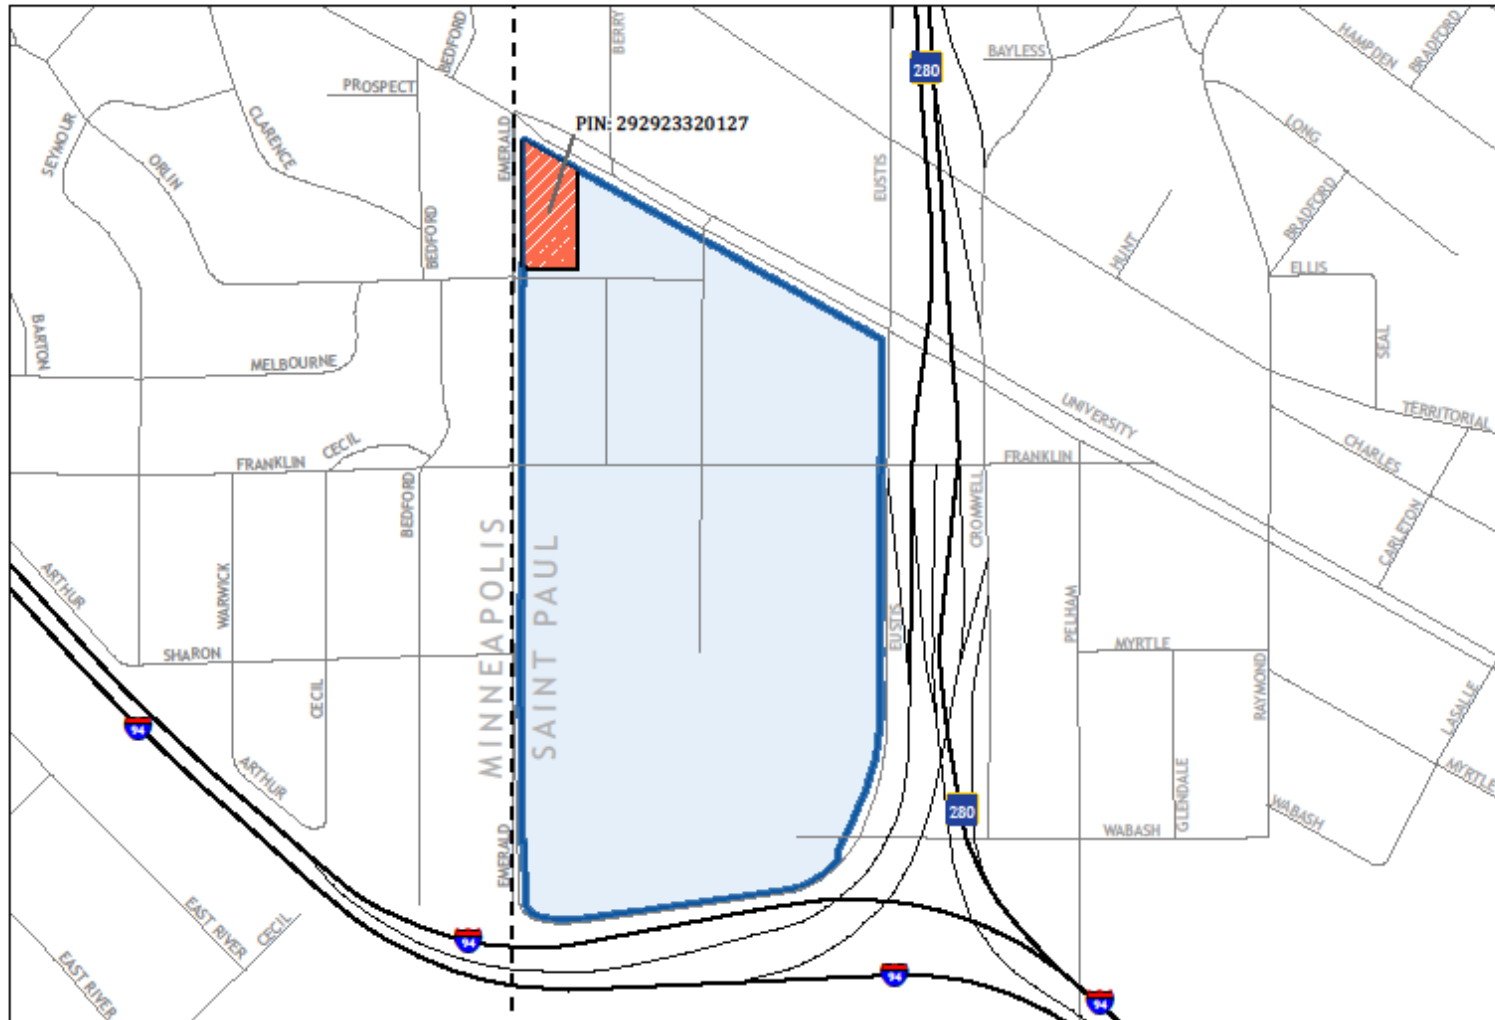 BEDFORD
BERRY
HAMPDEN
BRADFORD
BAYLESS
280
PROSPECT
PIN: 292923320127
SEYMOUR
CLARENCE
EMERALD
LONG
ORLIN
EUSTIS
BEDFORD
BRADFORD
HUNT
ELLIS
BARTON
MELBOURNE
SEAL
UNIVERSITY
TERRITORIAL
CECIL
FRANKLIN
FRANKLIN
CHARLES
BEDFORD
CROMWELL
CARLETON
MINNEAPOLIS
SAINT PAUL
ARTHUR
WARWICK
EUSTIS
PELHAM
SHARON
MYRTLE
CECIL
RAYMOND
LASALLE
94
ARTHUR
MYRTLE
280
GLENDALE
WABASH
WABASH
EMERALD
EAST RIVER
CECIL
94
EAST RIVER
94
94